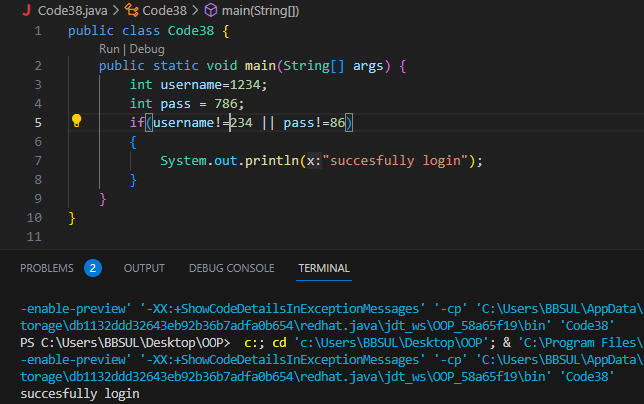 J Code38.java > Code38 > main(String[])
1 public class Code38 {
Run | Debug
2 public static void main(String[] args) {
3 int username=1234;
4 int pass = 786;
5 if(username!=234 || pass!=86)
6 {
7 System.out.println(x:"succesfully login");
8 }
9 }
10 }
11
PROBLEMS 2 OUTPUT DEBUG CONSOLE TERMINAL
-enable-preview' '-XX:+ShowCodeDetailsInExceptionMessages' '-cp' 'C:\Users\BBSUL\AppData\
torage\db1132ddd32643eb92b36b7adfa0b654\redhat.java\jdt_ws\OOP_58a65f19\bin' 'Code38'
PS C:\Users\BBSUL\Desktop\OOP> c:; cd 'c:\Users\BBSUL\Desktop\OOP'; & 'C:\Program Files\
-enable-preview' '-XX:+ShowCodeDetailsInExceptionMessages' '-cp' 'C:\Users\BBSUL\AppData\
torage\db1132ddd32643eb92b36b7adfa0b654\redhat.java\jdt_ws\OOP_58a65f19\bin' 'Code38'
succesfully login